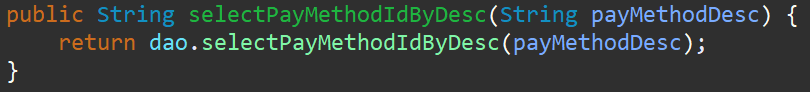 public String selectPayMethodIdByDesc(String payMethodDesc) {
    return dao.selectPayMethodIdByDesc(payMethodDesc);
}